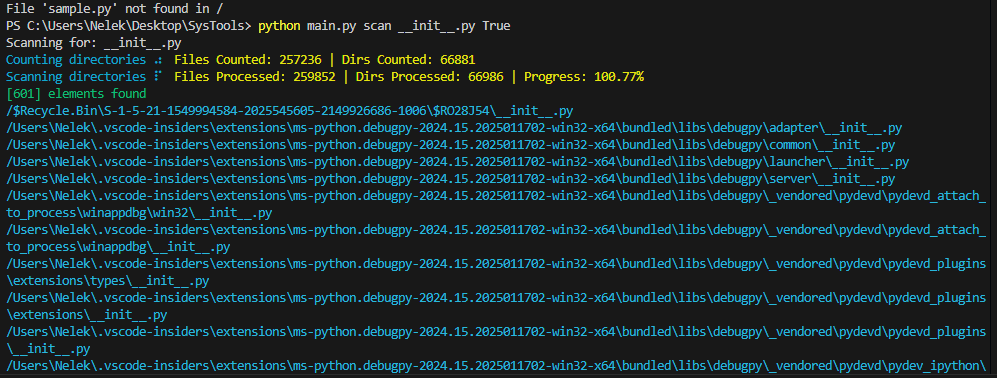 File 'sample.py' not found in /
PS C:\Users\Nelek\Desktop\SysTools> python main.py scan __init__.py True
Scanning for: __init__.py
Counting directories ⠴ Files Counted: 257236 | Dirs Counted: 66881
Scanning directories ⠏ Files Processed: 259852 | Dirs Processed: 66986 | Progress: 100.77%
[601] elements found
/$Recycle.Bin\S-1-5-21-1549994584-2025545605-2149926686-1006\$RO28J54\__init__.py
/Users\Nelek\.vscode-insiders\extensions\ms-python.debugpy-2024.15.2025011702-win32-x64\bundled\libs\debugpy\adapter\__init__.py
/Users\Nelek\.vscode-insiders\extensions\ms-python.debugpy-2024.15.2025011702-win32-x64\bundled\libs\debugpy\common\__init__.py
/Users\Nelek\.vscode-insiders\extensions\ms-python.debugpy-2024.15.2025011702-win32-x64\bundled\libs\debugpy\launcher\__init__.py
/Users\Nelek\.vscode-insiders\extensions\ms-python.debugpy-2024.15.2025011702-win32-x64\bundled\libs\debugpy\server\__init__.py
/Users\Nelek\.vscode-insiders\extensions\ms-python.debugpy-2024.15.2025011702-win32-x64\bundled\libs\debugpy\_vendored\pydevd\pydevd_attach_
to_process\winappdbg\win32\__init__.py
/Users\Nelek\.vscode-insiders\extensions\ms-python.debugpy-2024.15.2025011702-win32-x64\bundled\libs\debugpy\_vendored\pydevd\pydevd_attach_
to_process\winappdbg\__init__.py
/Users\Nelek\.vscode-insiders\extensions\ms-python.debugpy-2024.15.2025011702-win32-x64\bundled\libs\debugpy\_vendored\pydevd\pydevd_plugins
\extensions\types\__init__.py
/Users\Nelek\.vscode-insiders\extensions\ms-python.debugpy-2024.15.2025011702-win32-x64\bundled\libs\debugpy\_vendored\pydevd\pydevd_plugins
\extensions\__init__.py
/Users\Nelek\.vscode-insiders\extensions\ms-python.debugpy-2024.15.2025011702-win32-x64\bundled\libs\debugpy\_vendored\pydevd\pydevd_plugins
\__init__.py
/Users\Nelek\.vscode-insiders\extensions\ms-python.debugpy-2024.15.2025011702-win32-x64\bundled\libs\debugpy\_vendored\pydevd\pydev_ipython\